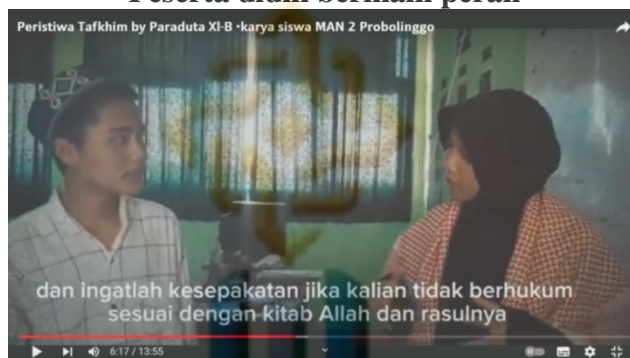 Peserta didik bermain peran
Peristiwa Tafkhim by Paraduta XI-B •karya siswa MAN 2 Probolinggo
dan ingatlah kesepakatan jika kalian tidak berhukum
sesuai dengan kitab Allah dan rasulnya
6:17 / 13:55